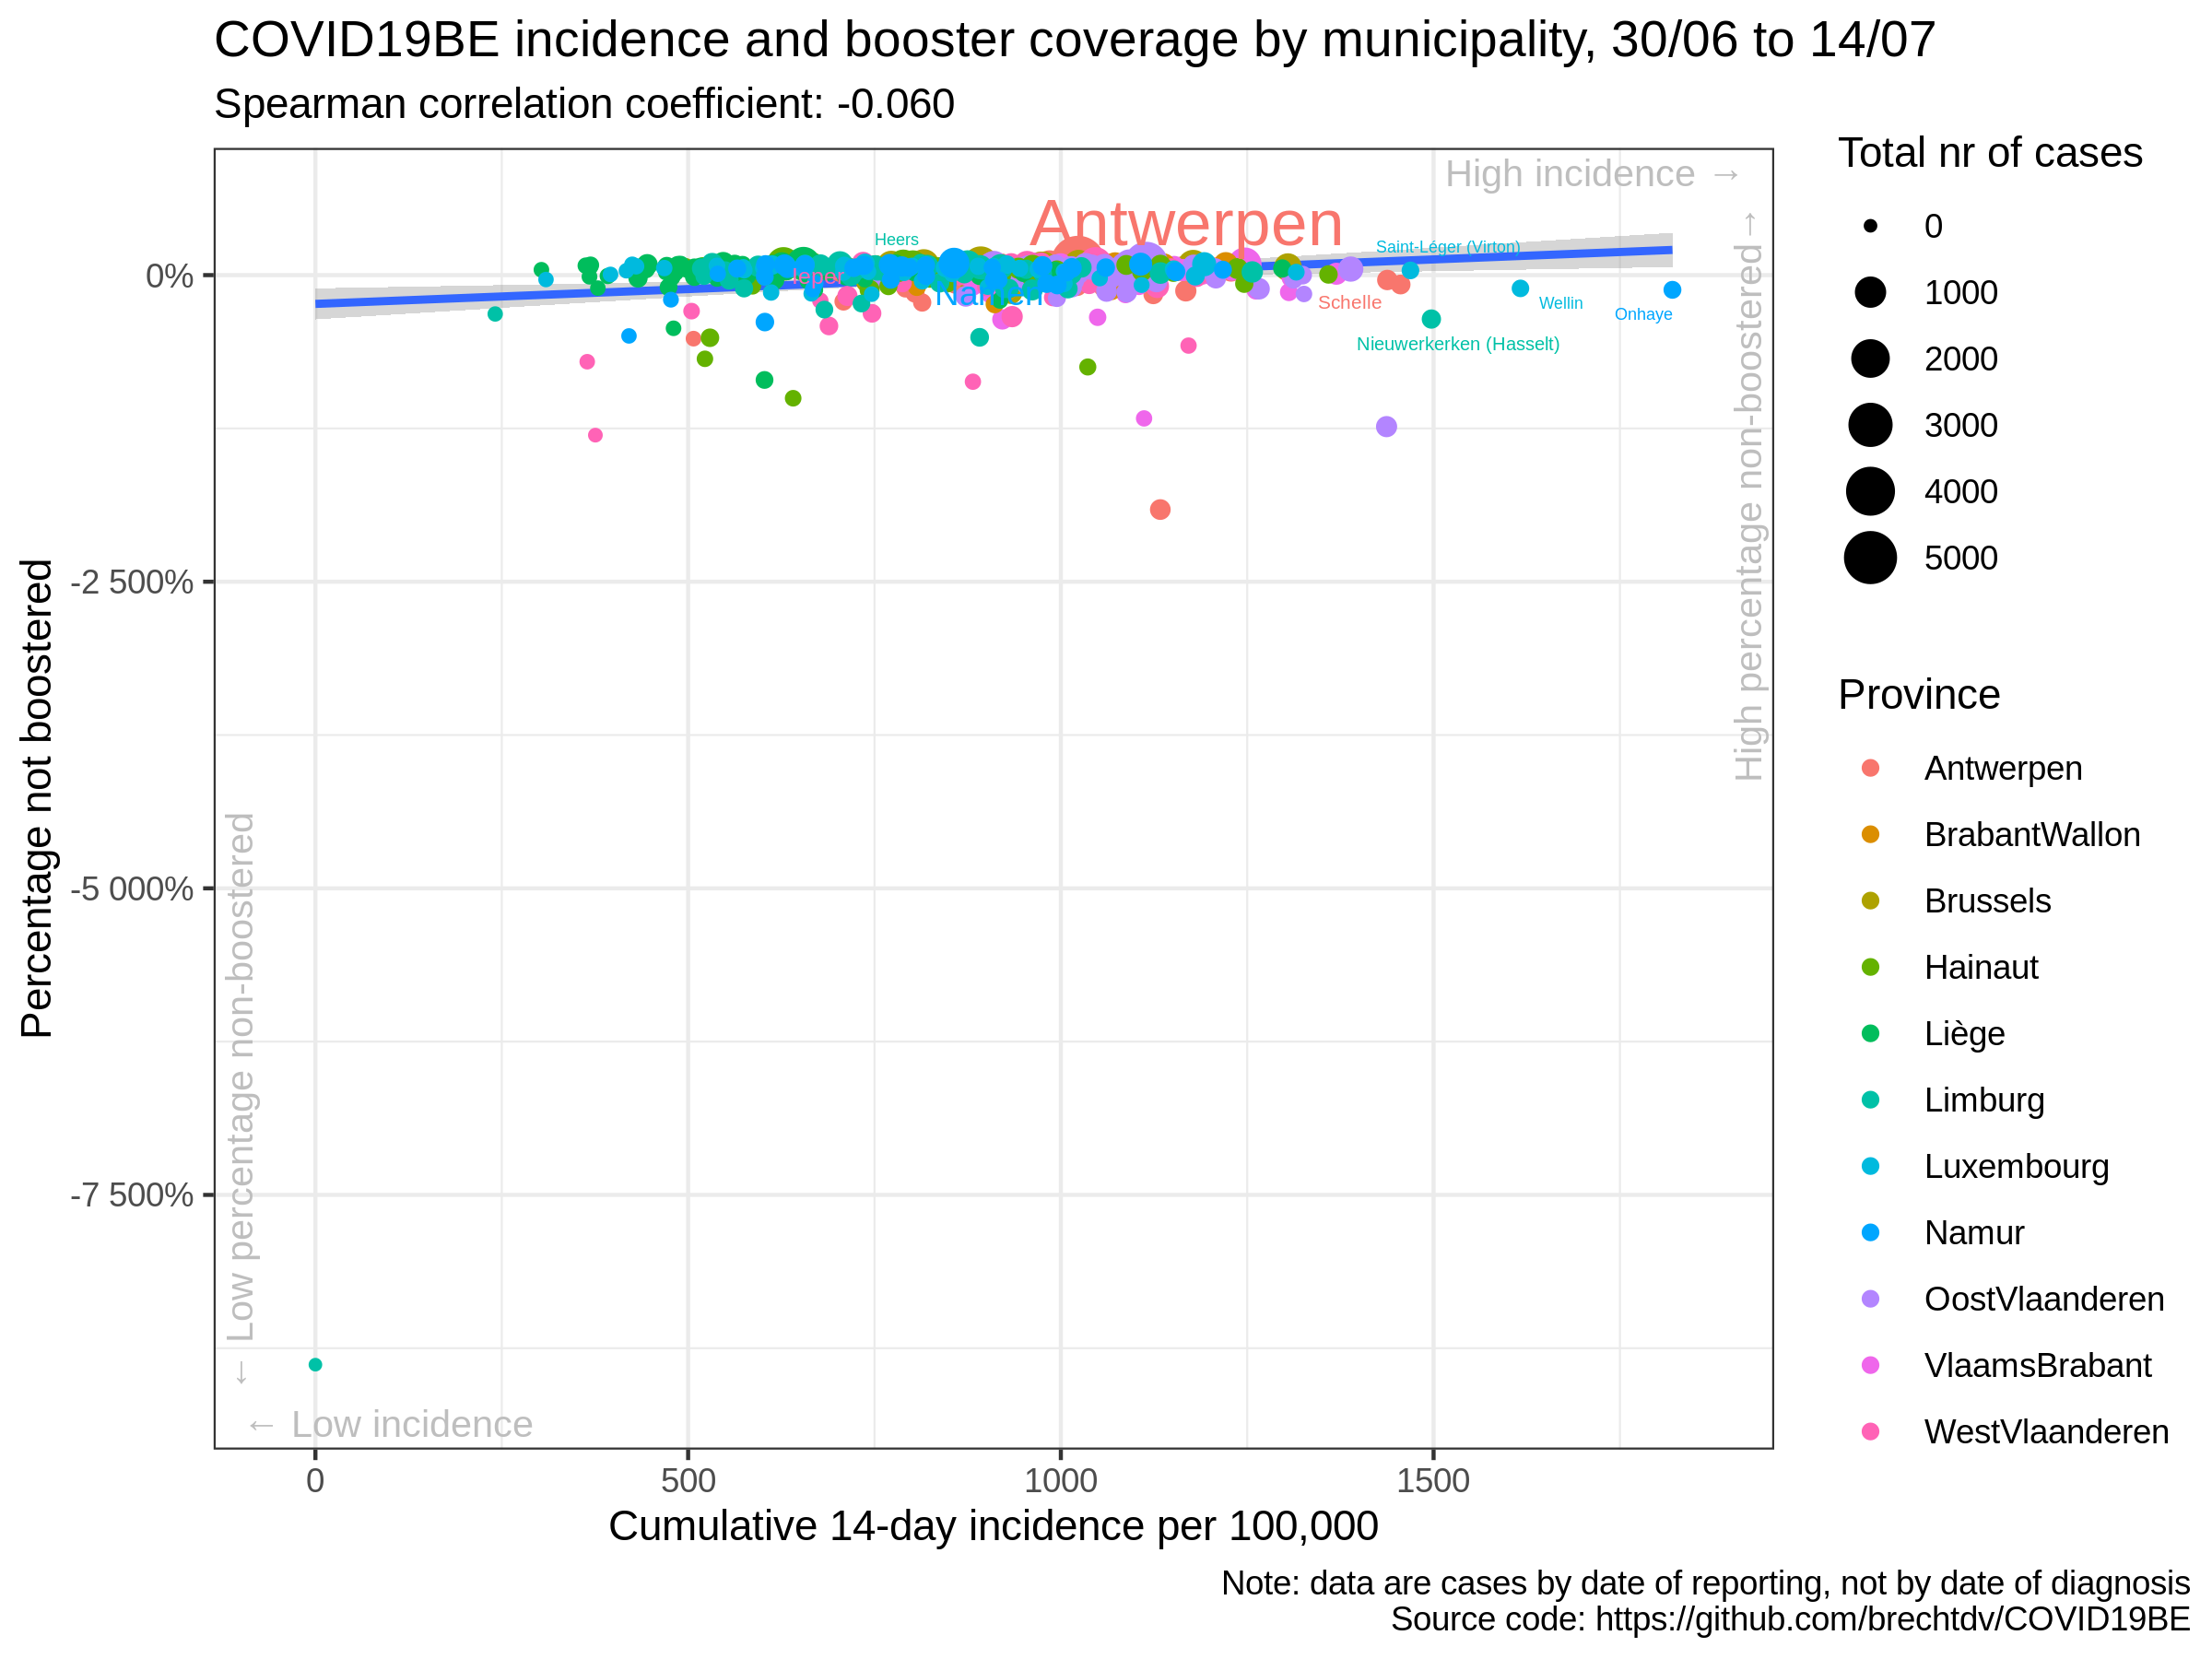 COVID19BE incidence and booster coverage by municipality, 30/06 to 14/07
Spearman correlation coefficient: -0.060
High incidence →
High percentage non-boostered →
Antwerpen
Heers
Saint-Léger (Virton)
Ieper
Namen
Schelle
Wellin
Onhaye
Nieuwerkerken (Hasselt)
← Low percentage non-boostered
← Low incidence
Percentage not boostered
0%
-2 500%
-5 000%
-7 500%
0
500
1000
1500
Cumulative 14-day incidence per 100,000
Total nr of cases
0
1000
2000
3000
4000
5000
Province
Antwerpen
BrabantWallon
Brussels
Hainaut
Liège
Limburg
Luxembourg
Namur
OostVlaanderen
VlaamsBrabant
WestVlaanderen
Note: data are cases by date of reporting, not by date of diagnosis
Source code: https://github.com/brechtdv/COVID19BE